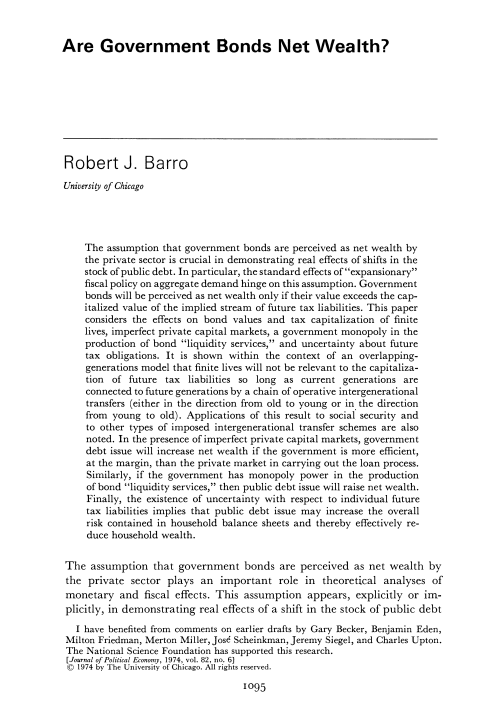 Are Government Bonds Net Wealth?
Robert J. Barro
University of Chicago
The assumption that government bonds are perceived as net wealth by
the private sector is crucial in demonstrating real effects of shifts in the
stock of public debt. In particular, the standard effects of "expansionary"
fiscal policy on aggregate demand hinge on this assumption. Government
bonds will be perceived as net wealth only if their value exceeds the cap-
italized value of the implied stream of future tax liabilities. This paper
considers the effects on bond values and tax capitalization of finite
lives, imperfect private capital markets, a government monopoly in the
production of bond "liquidity services," and uncertainty about future
tax obligations. It is shown within the context of an overlapping-
generations model that finite lives will not be relevant to the capitaliza-
tion of future tax liabilities so long as current generations are
connected to future generations by a chain of operative intergenerational
transfers (either in the direction from old to young or in the direction
from young to old). Applications of this result to social security and
to other types of imposed intergenerational transfer schemes are also
noted. In the presence of imperfect private capital markets, government
debt issue will increase net wealth if the government is more efficient,
at the margin, than the private market in carrying out the loan process.
Similarly, if the government has monopoly power in the production
of bond "liquidity services," then public debt issue will raise net wealth.
Finally, the existence of uncertainty with respect to individual future
tax liabilities implies that public debt issue may increase the overall
risk contained in household balance sheets and thereby effectively re-
duce household wealth.
The assumption that government bonds are perceived as net wealth by
the private sector plays an important role in theoretical analyses of
monetary and fiscal effects. This assumption appears, explicitly or im-
plicitly, in demonstrating real effects of a shift in the stock of public debt
I have benefited from comments on earlier drafts by Gary Becker, Benjamin Eden,
Milton Friedman, Merton Miller, José Scheinkman, Jeremy Siegel, and Charles Upton.
The National Science Foundation has supported this research.
[Journal of Political Economy, 1974, vol. 82, no. 6]
© 1974 by The University of Chicago. All rights reserved.
1095